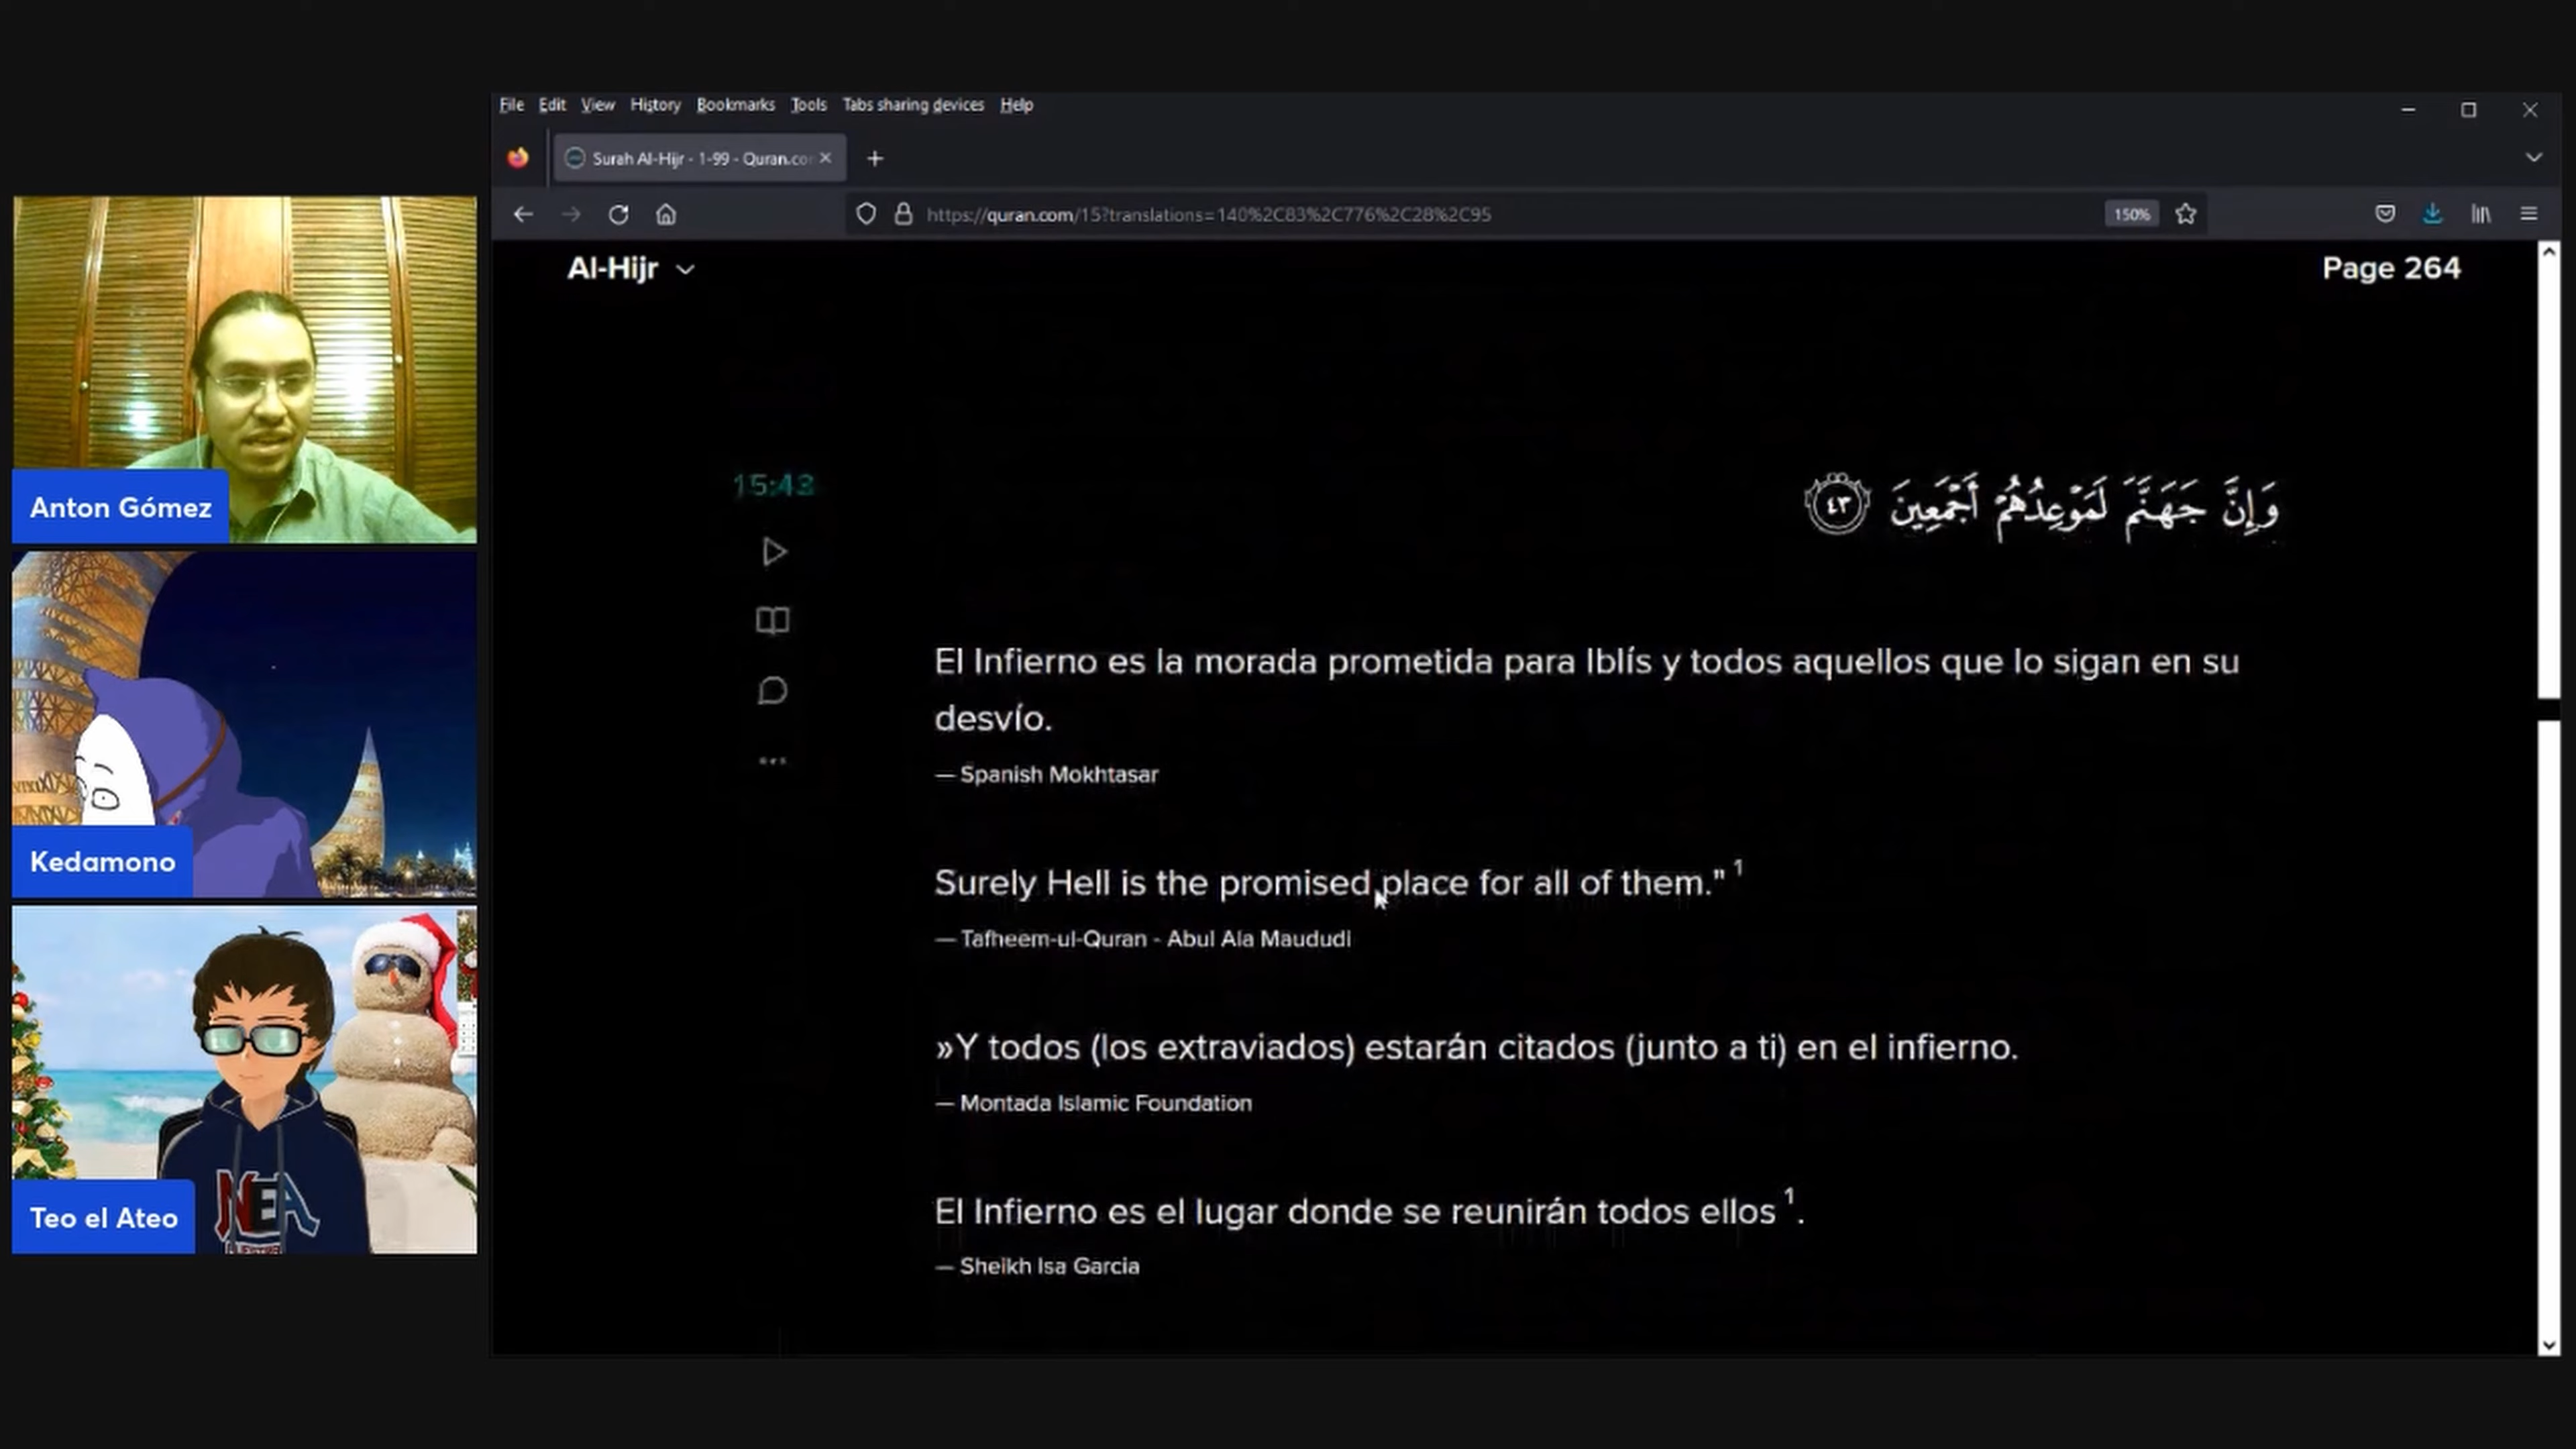 File Edit View History Bookmarks Tools Tabs sharing devices Help
Surah Al-Hijr - 1-99 - Quran.co
https://quran.com/15?translations=140%2C83%2C776%2C28%2C95
150%
Al-Hijr
Page 264
15:43
وَإِنَّ جَهَنَّمَ لَمَوْعِدُهُمْ أَجْمَعِينَ ٤٣
El Infierno es la morada prometida para Iblís y todos aquellos que lo sigan en su
desvío.
— Spanish Mokhtasar
Surely Hell is the promised place for all of them." 1
— Tafheem-ul-Quran - Abul Ala Maududi
»Y todos (los extraviados) estarán citados (junto a ti) en el infierno.
— Montada Islamic Foundation
El Infierno es el lugar donde se reunirán todos ellos 1.
— Sheikh Isa Garcia
Anton Gómez
Kedamono
NEA
Teo el Ateo